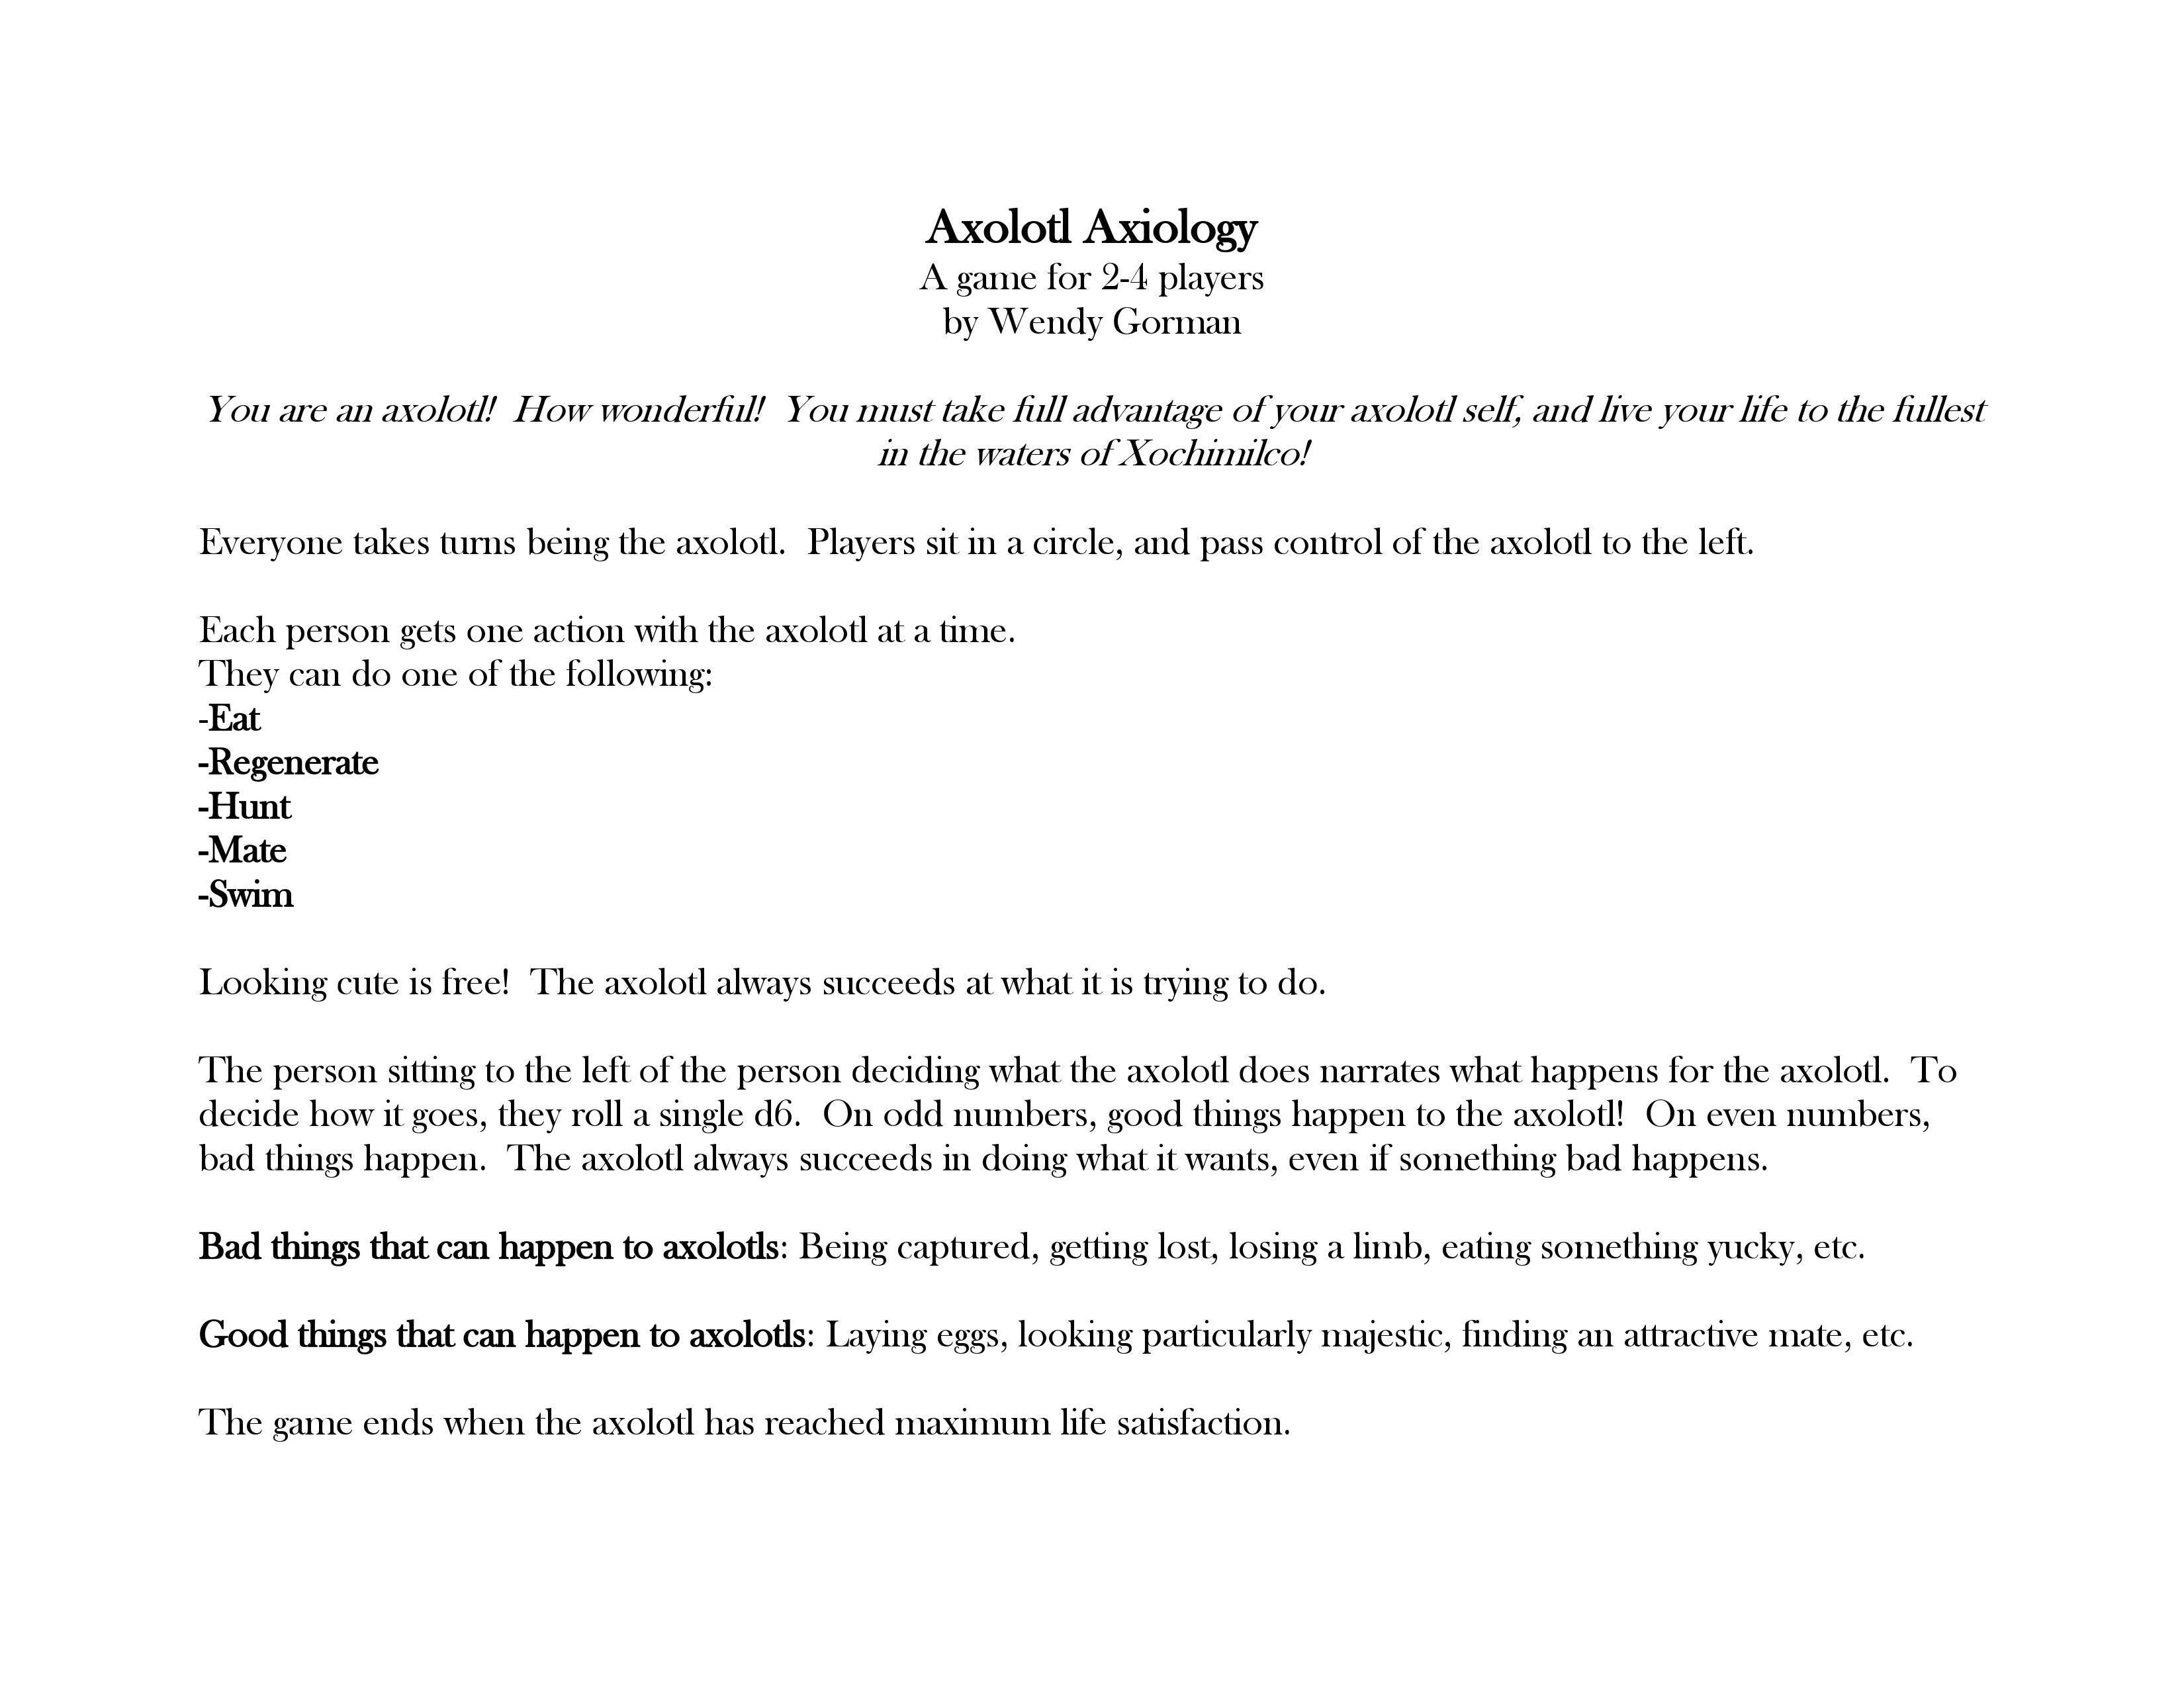 Axolotl Axiology
A game for 2-4 players
by Wendy Gorman
You are an axolotl!  How wonderful!  You must take full advantage of your axolotl self, and live your life to the fullest
in the waters of Xochimilco!
Everyone takes turns being the axolotl.  Players sit in a circle, and pass control of the axolotl to the left.
Each person gets one action with the axolotl at a time.
They can do one of the following:
-Eat
-Regenerate
-Hunt
-Mate
-Swim
Looking cute is free!  The axolotl always succeeds at what it is trying to do.
The person sitting to the left of the person deciding what the axolotl does narrates what happens for the axolotl.  To
decide how it goes, they roll a single d6.  On odd numbers, good things happen to the axolotl!  On even numbers,
bad things happen.  The axolotl always succeeds in doing what it wants, even if something bad happens.
Bad things that can happen to axolotls: Being captured, getting lost, losing a limb, eating something yucky, etc.
Good things that can happen to axolotls: Laying eggs, looking particularly majestic, finding an attractive mate, etc.
The game ends when the axolotl has reached maximum life satisfaction.